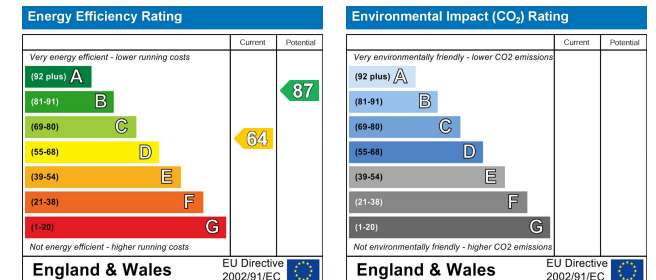 Energy Efficiency Rating
Current Potential
Very energy efficient - lower running costs
(92 plus) A
(81-91) B
(69-80) C
(55-68) D
(39-54) E
(21-38) F
(1-20) G
64
87
Not energy efficient - higher running costs
England & Wales
EU Directive
2002/91/EC
Environmental Impact (CO₂) Rating
Current Potential
Very environmentally friendly - lower CO2 emissions
(92 plus) A
(81-91) B
(69-80) C
(55-68) D
(39-54) E
(21-38) F
(1-20) G
Not environmentally friendly - higher CO2 emissions
England & Wales
EU Directive
2002/91/EC